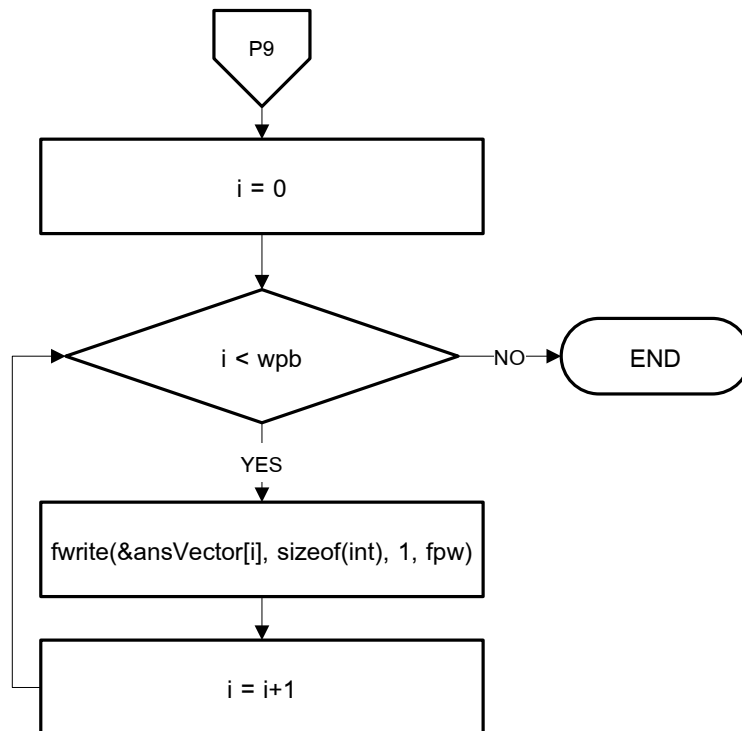 P9
i = 0
i < wpb
NO
END
YES
fwrite(&ansVector[i], sizeof(int), 1, fpw)
i = i+1